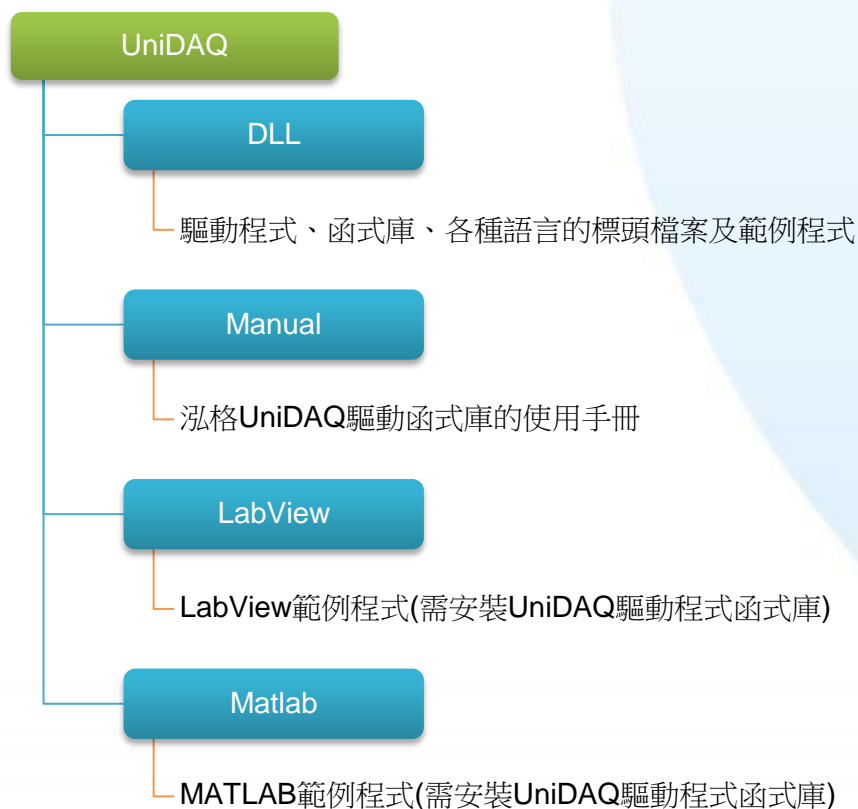 UniDAQ
DLL
驅動程式、函式庫、各種語言的標頭檔案及範例程式
Manual
泓格UniDAQ驅動函式庫的使用手冊
LabView
LabView範例程式(需安裝UniDAQ驅動程式函式庫)
Matlab
MATLAB範例程式(需安裝UniDAQ驅動程式函式庫)